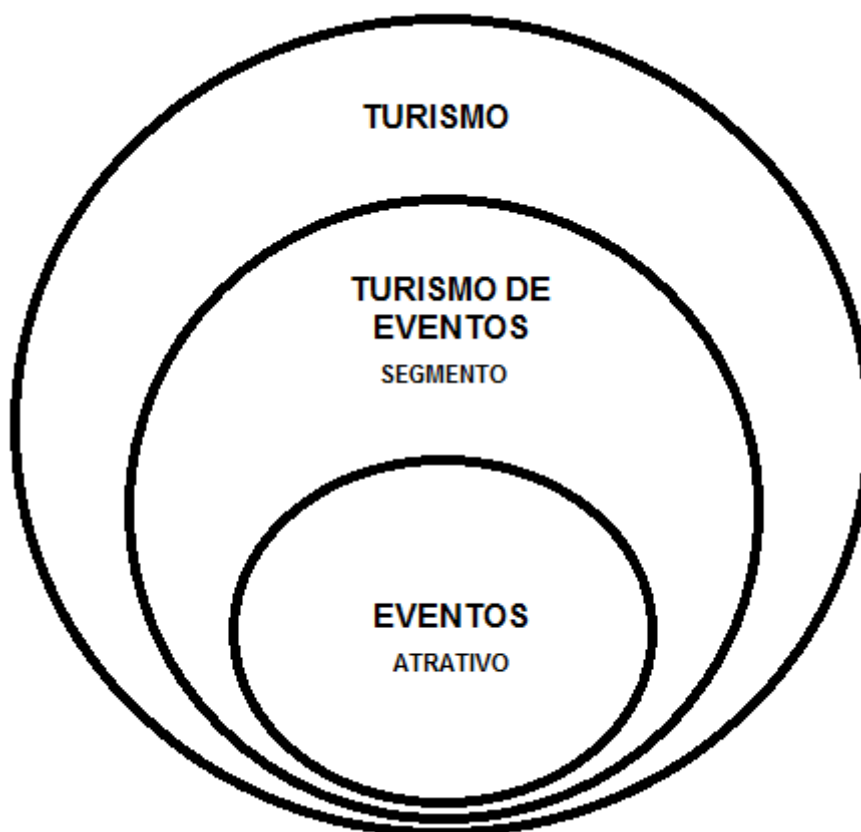 TURISMO
TURISMO DE
EVENTOS
SEGMENTO
EVENTOS
ATRATIVO